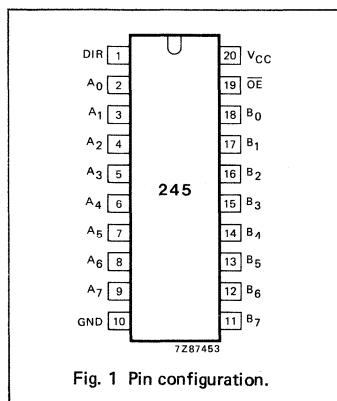 DIR 1 20 VCC
A0 2 19 OE
A1 3 18 B0
A2 4 17 B1
A3 5 16 B2
245
A4 6 15 B3
A5 7 14 B4
A6 8 13 B5
A7 9 12 B6
GND 10 11 B7
7Z87453
Fig. 1 Pin configuration.